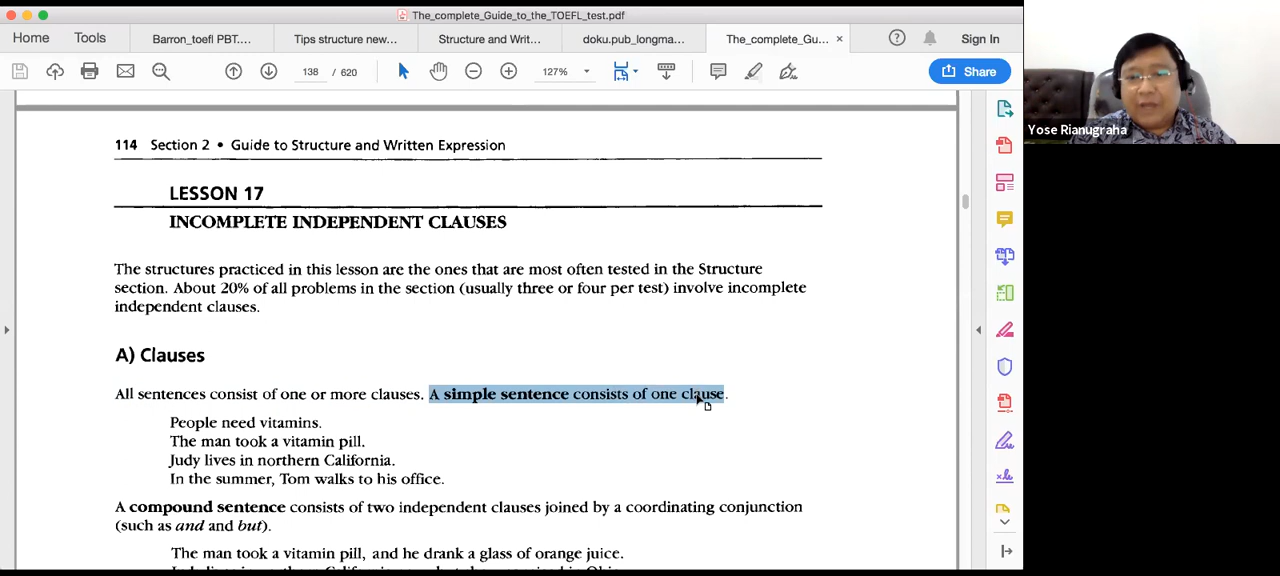 The_complete_Guide_to_the_TOEFL_test.pdf
Home Tools Barron_toefl PBT.... Tips structure new... Structure and Writ... doku.pub_longma... The_complete_Gu... × Sign In
138 / 620 127% Share
Yose Rianugraha
114 Section 2 • Guide to Structure and Written Expression
LESSON 17
INCOMPLETE INDEPENDENT CLAUSES
The structures practiced in this lesson are the ones that are most often tested in the Structure
section. About 20% of all problems in the section (usually three or four per test) involve incomplete
independent clauses.
A) Clauses
All sentences consist of one or more clauses. A simple sentence consists of one clause.
People need vitamins.
The man took a vitamin pill.
Judy lives in northern California.
In the summer, Tom walks to his office.
A compound sentence consists of two independent clauses joined by a coordinating conjunction
(such as and and but).
The man took a vitamin pill, and he drank a glass of orange juice.